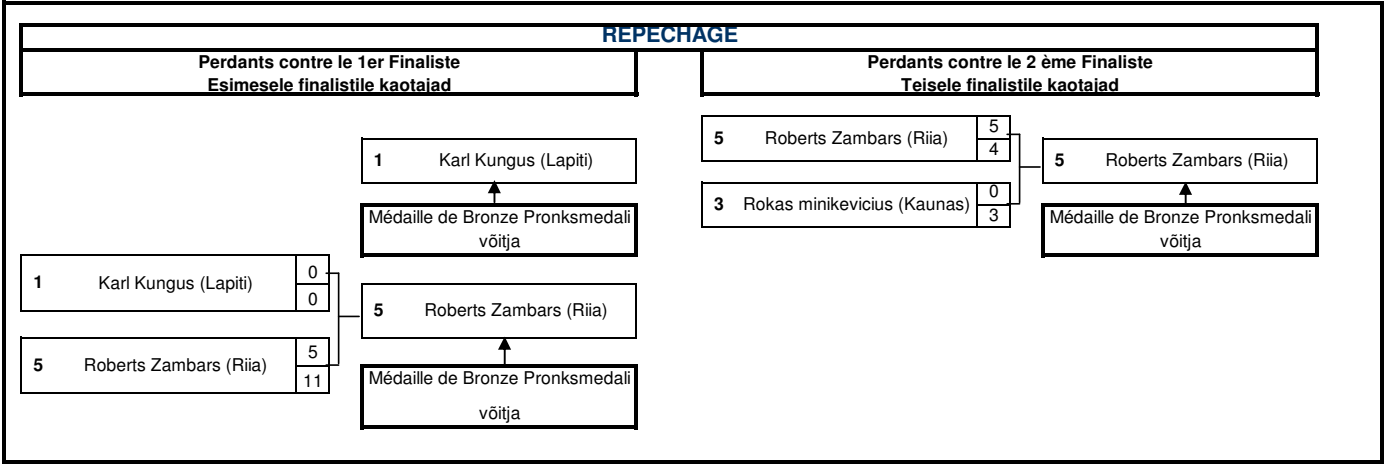 REPECHAGE
Perdants contre le 1er Finaliste
Esimesele finalistile kaotajad
1 Karl Kungus (Lapiti)
Médaille de Bronze Pronksmedali
võitja
1 Karl Kungus (Lapiti) 0
0
5 Roberts Zambars (Riia)
5 Roberts Zambars (Riia) 5
11
Médaille de Bronze Pronksmedali
võitja
Perdants contre le 2 ème Finaliste
Teisele finalistile kaotajad
5 Roberts Zambars (Riia) 5
4
5 Roberts Zambars (Riia)
3 Rokas minikevicius (Kaunas) 0
3
Médaille de Bronze Pronksmedali
võitja